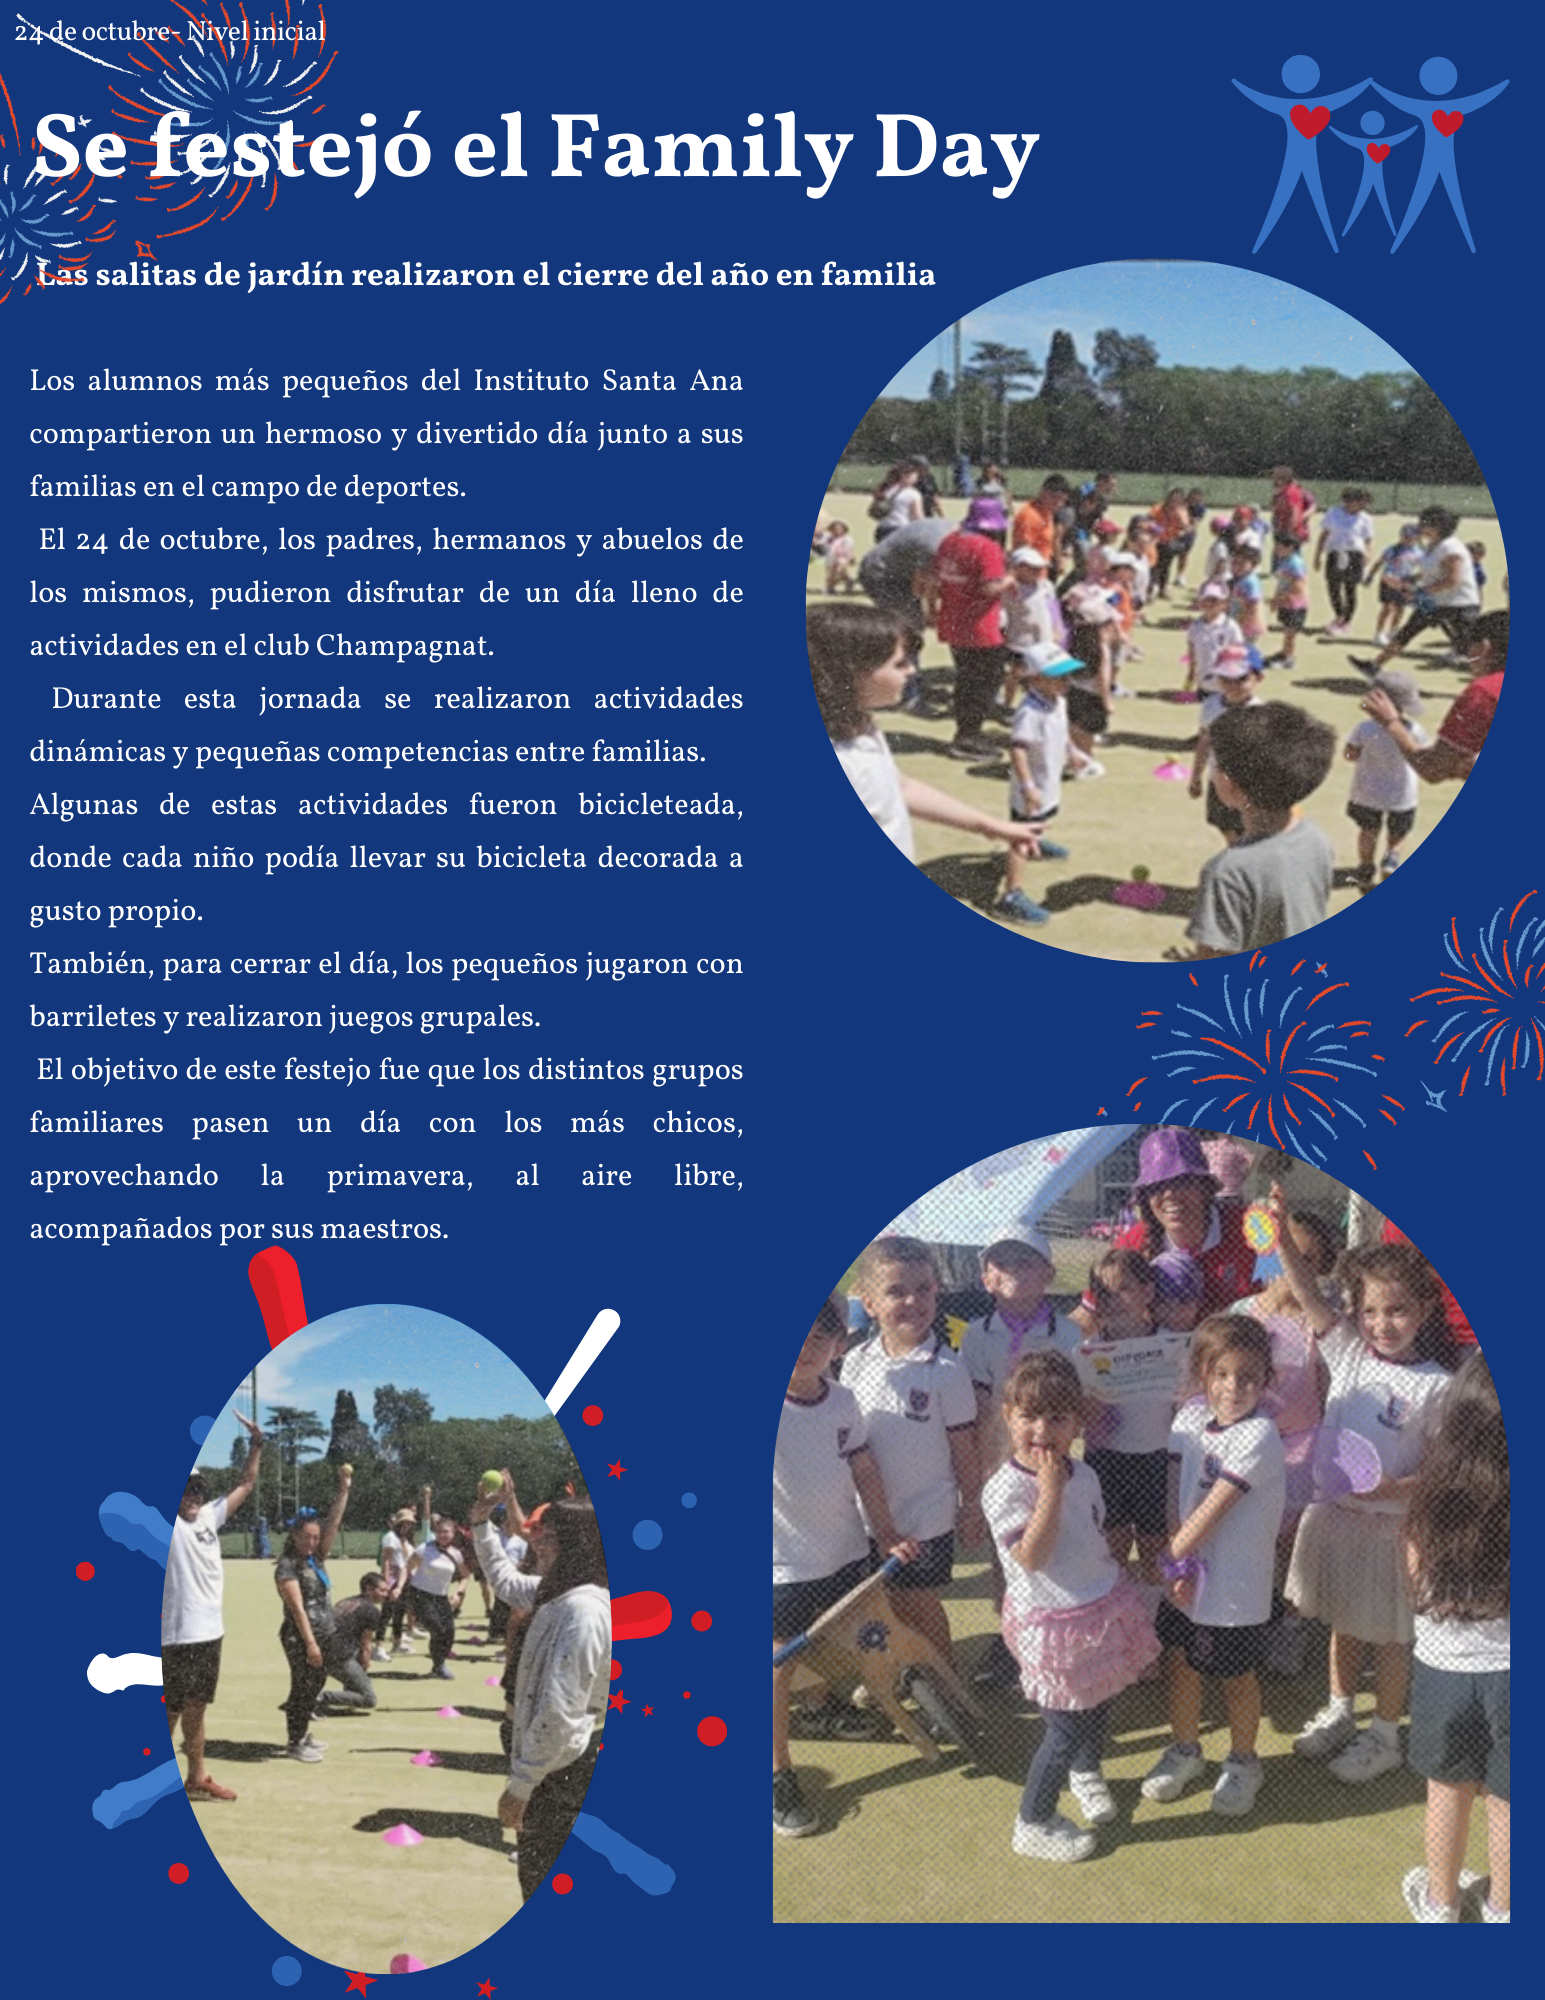 24 de octubre- Nivel inicial
Se festejó el Family Day
Las salitas de jardín realizaron el cierre del año en familia
Los alumnos más pequeños del Instituto Santa Ana
compartieron un hermoso y divertido día junto a sus
familias en el campo de deportes.
El 24 de octubre, los padres, hermanos y abuelos de
los mismos, pudieron disfrutar de un día lleno de
actividades en el club Champagnat.
Durante esta jornada se realizaron actividades
dinámicas y pequeñas competencias entre familias.
Algunas de estas actividades fueron bicicleteada,
donde cada niño podía llevar su bicicleta decorada a
gusto propio.
También, para cerrar el día, los pequeños jugaron con
barriletes y realizaron juegos grupales.
El objetivo de este festejo fue que los distintos grupos
familiares pasen un día con los más chicos,
aprovechando la primavera, al aire libre,
acompañados por sus maestros.